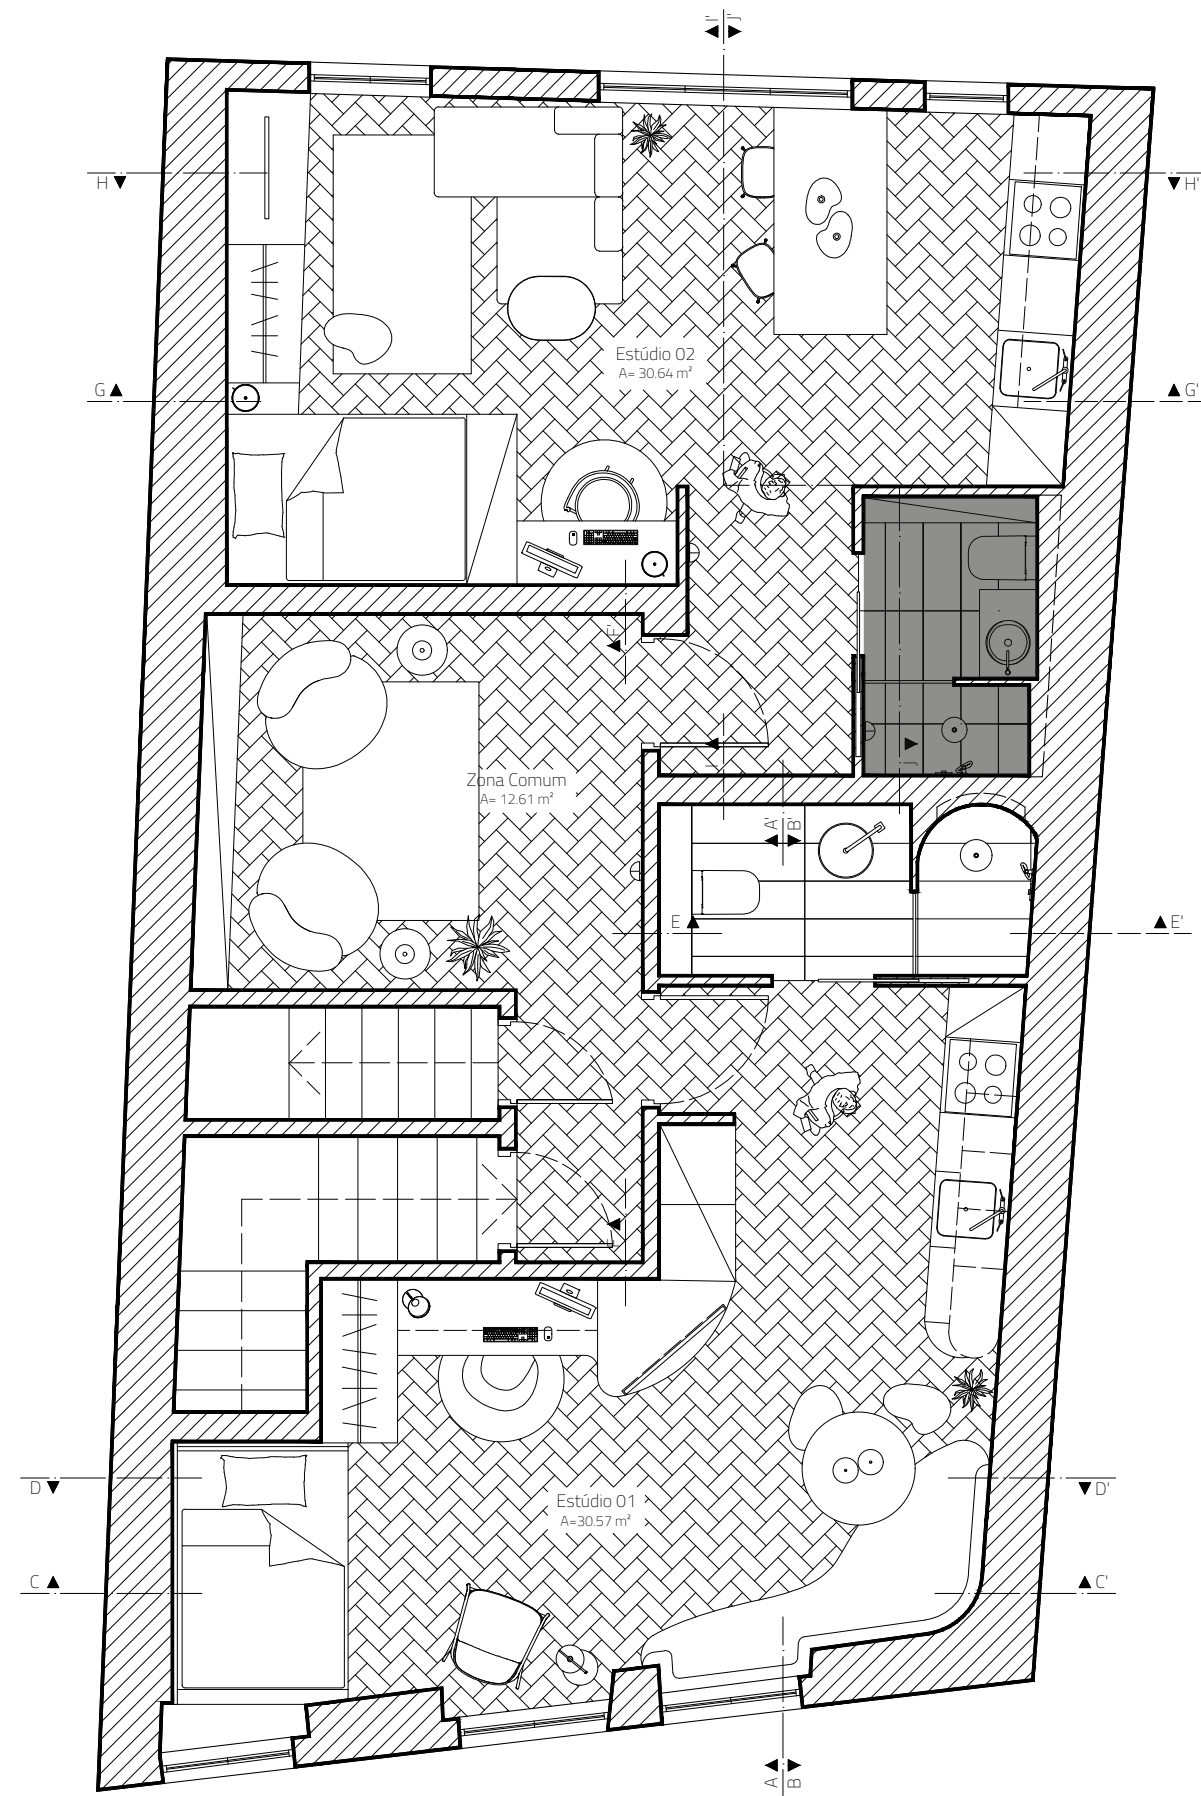 I' J'
H H'
Estúdio 02
A= 30.64 m²
G G'
F'
Zona Comum
A= 12.61 m²
I J
A' B'
E E'
F
Estúdio 01
A=30.57 m²
D D'
C C'
A B